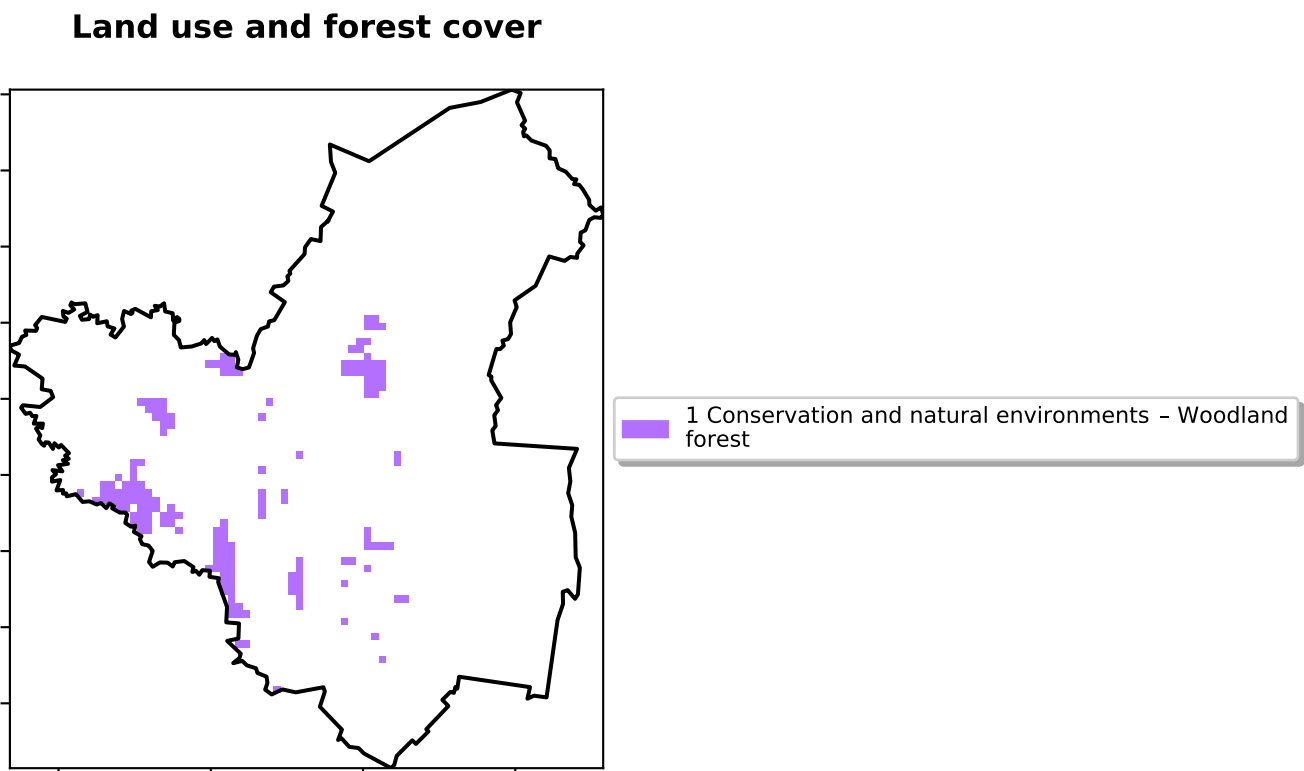 Land use and forest cover
1 Conservation and natural environments – Woodland
forest